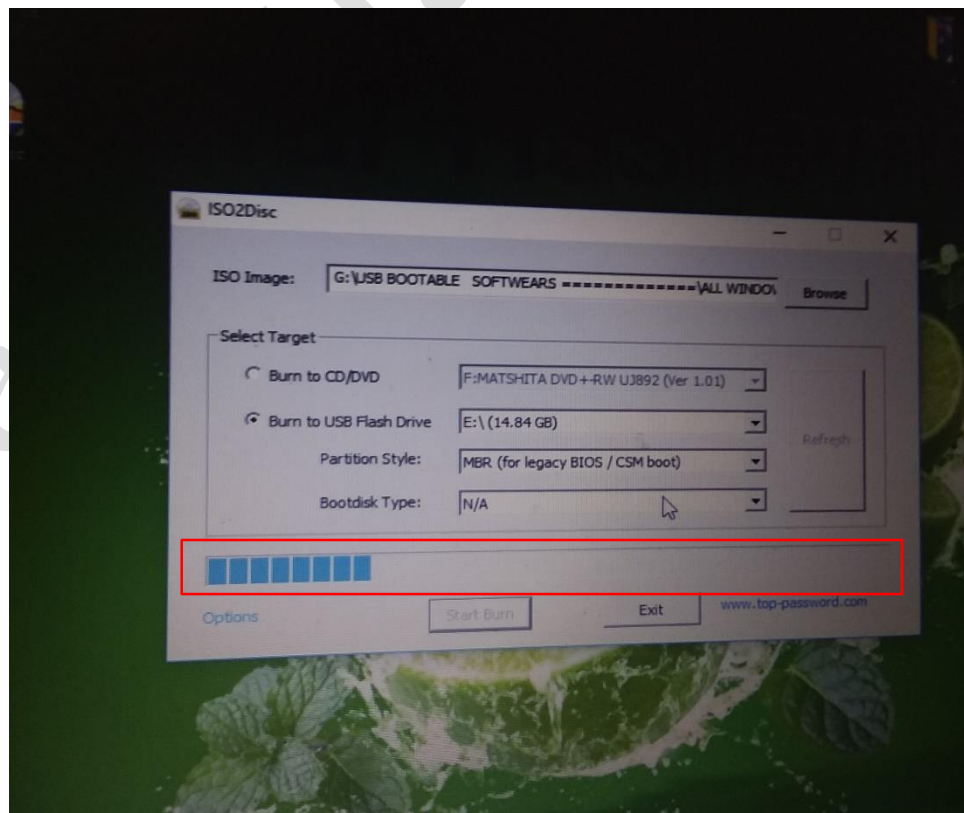 ISO2Disc
ISO Image: G:\USB BOOTABLE SOFTWEARS =============\ALL WINDOV Browse
Select Target
Burn to CD/DVD F:MATSHITA DVD+-RW UJ892 (Ver 1.01)
Burn to USB Flash Drive E:\ (14.84 GB) Refresh
Partition Style: MBR (for legacy BIOS / CSM boot)
Bootdisk Type: N/A
Options Start Burn Exit www.top-password.com